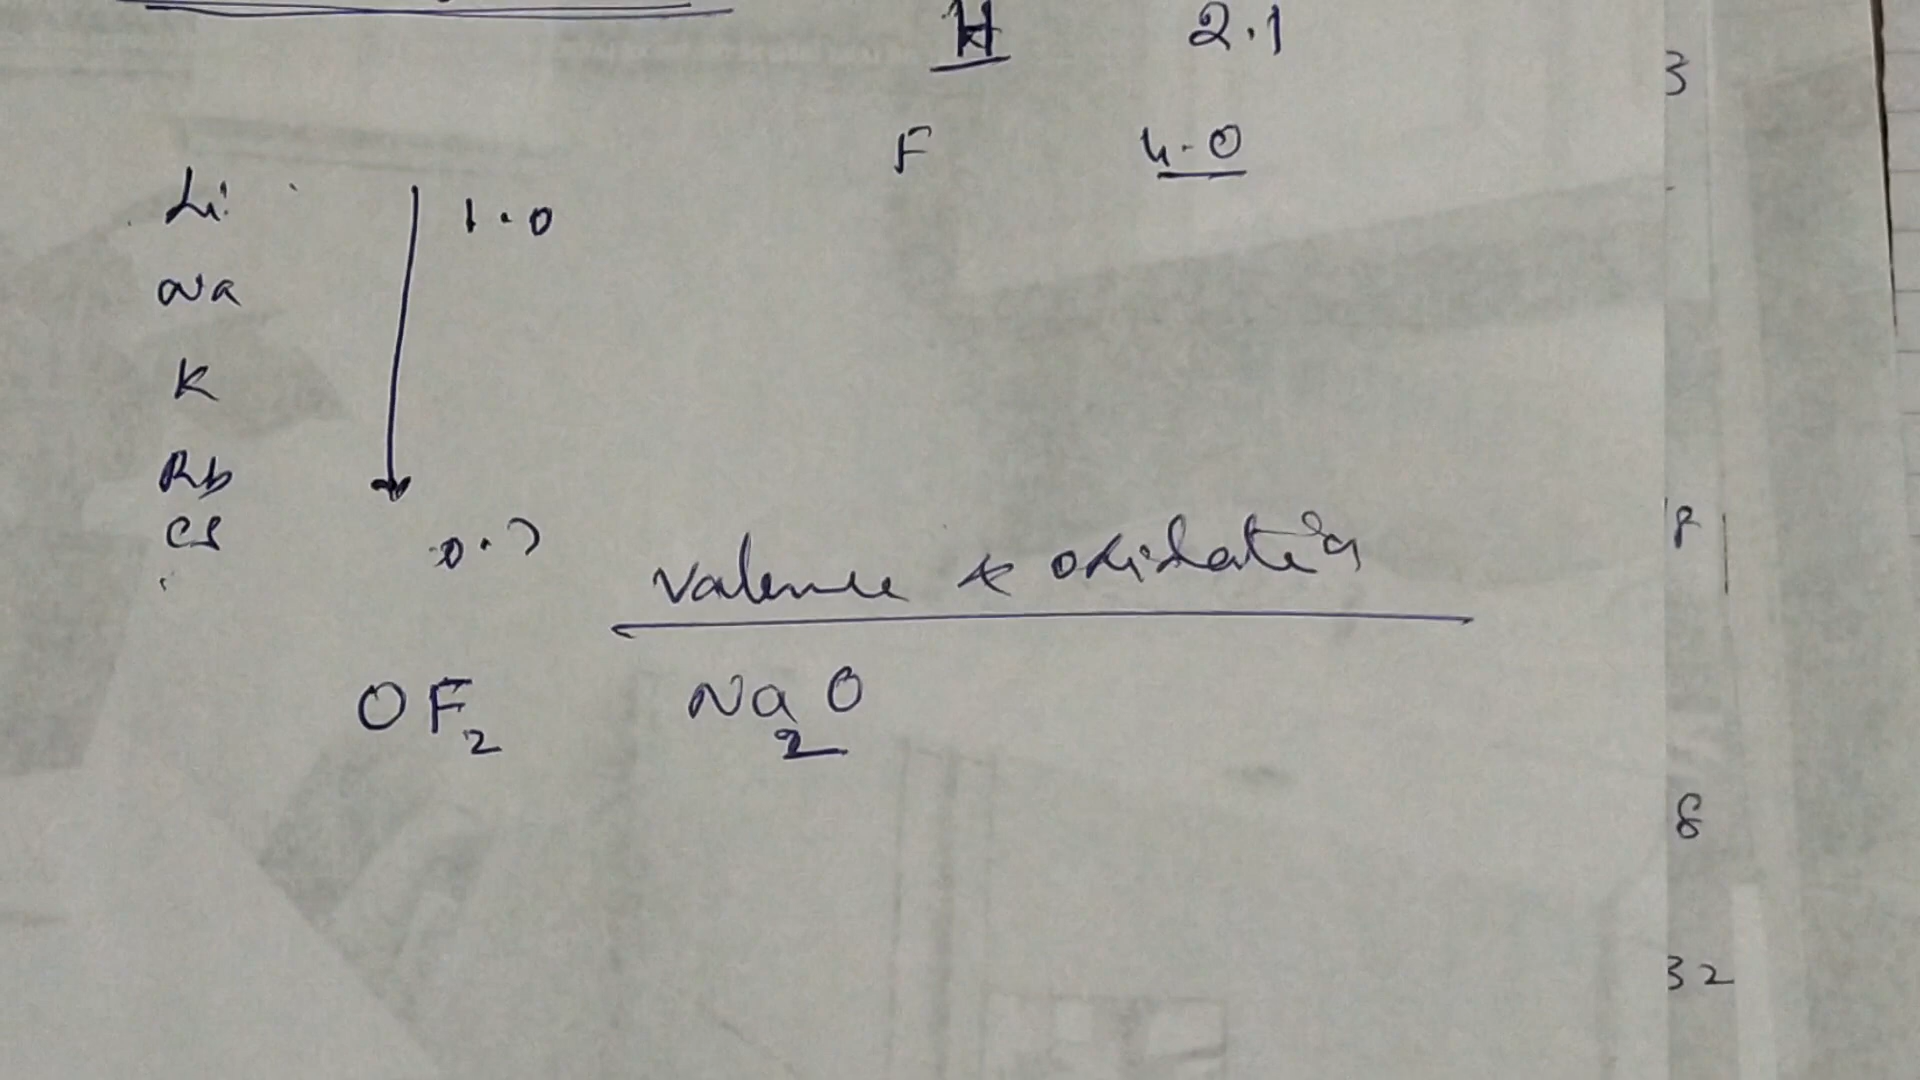 H 2.1
F 4.0
Li 1.0
Na
K
Rb
Cs 0.7
Valence & oxidation
OF2 Na2O
3
8
8
32